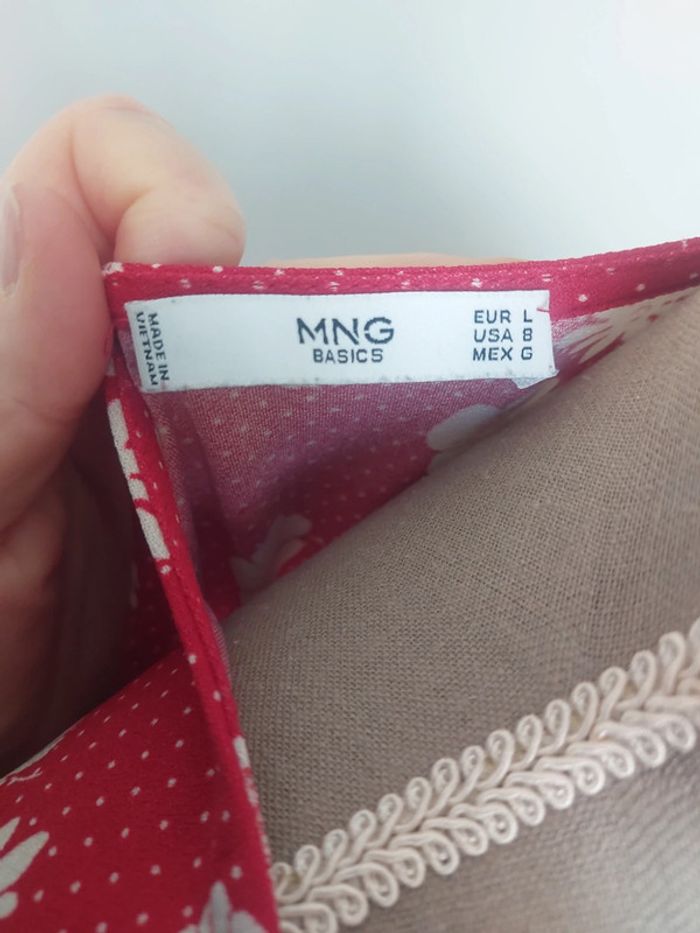 MADE IN
VIETNAM
MNG
BASICS
EUR L
USA 8
MEX G